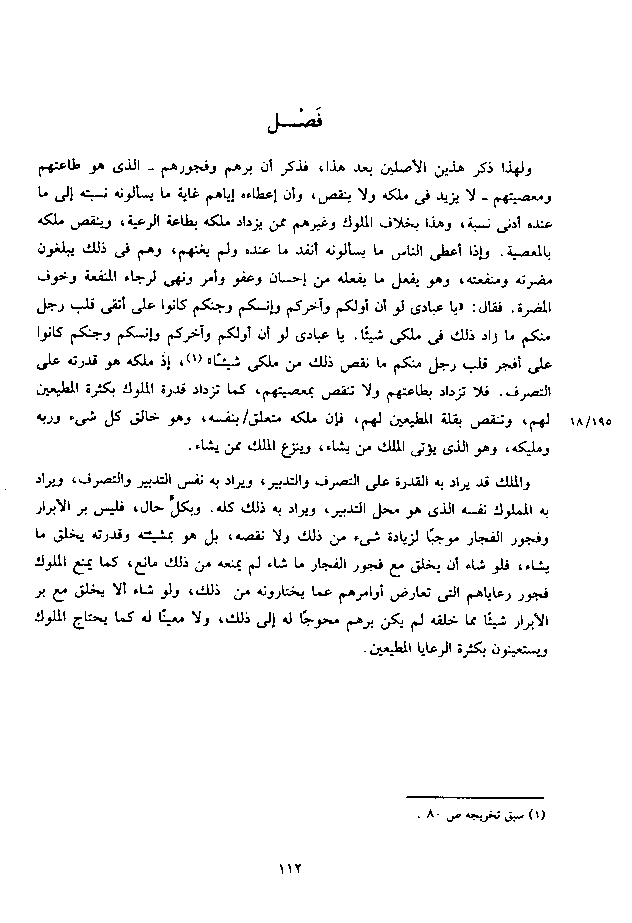 فَصْـــل
ولهذا ذكر هذين الأصلين بعد هذا، فذكر أن برهم وفجورهم ـ الذى هو طاعتهم
ومعصيتهم ـ لا يزيد فى ملكه ولا ينقص، وأن إعطاءه إياهم غاية ما يسألونه نسبته إلى ما
عنده أدنى نسبة، وهذا بخلاف الملوك وغيرهم ممن يزداد ملكه بطاعة الرعية، وينقص ملكه
بالمعصية. وإذا أعطى الناس ما يسألونه أنفد ما عنده ولم يغنهم، وهم فى ذلك يبلغون
مضرته ومنفعته، وهو يفعل ما يفعله من إحسان وعفو وأمر ونهى لرجاء المنفعة وخوف
المضرة. فقال: «يا عبادى لو أن أولكم وآخركم وإنسكم وجنكم كانوا على أتقى قلب رجل
منكم ما زاد ذلك فى ملكى شيئًا. يا عبادى لو أن أولكم وآخركم وإنسكم وجنكم كانوا
على أفجر قلب رجل منكم ما نقص ذلك من ملكى شيئًا» (١)، إذ ملكه هو قدرته على
التصرف. فلا تزداد بطاعتهم ولا تنقص بمعصيتهم، كما تزداد قدرة الملوك بكثرة المطيعين
١٨/١٩٥ لهم، وتنقص بقلة المطيعين لهم، فإن ملكه متعلق/بنفسه، وهو خالق كل شىء وربه
ومليكه، وهو الذى يؤتى الملك من يشاء، وينزع الملك ممن يشاء.
والملك قد يراد به القدرة على التصرف والتدبير، ويراد به نفس التدبير والتصرف، ويراد
به المملوك نفسه الذى هو محل التدبير، ويراد به ذلك كله. وبكل حال، فليس بر الأبرار
وفجور الفجار موجبًا لزيادة شىء من ذلك ولا نقصه، بل هو بمشيئته وقدرته يخلق ما
يشاء، فلو شاء أن يخلق مع فجور الفجار ما شاء لم يمنعه من ذلك مانع، كما يمنع الملوك
فجور رعاياهم التى تعارض أوامرهم عما يختارونه من ذلك، ولو شاء ألا يخلق مع بر
الأبرار شيئًا مما خلقه لم يكن برهم محوجًا له إلى ذلك، ولا معينًا له كما يحتاج الملوك
ويستعينون بكثرة الرعايا المطيعين.
(١) سبق تخريجه ص ٨٠ .
١١٢